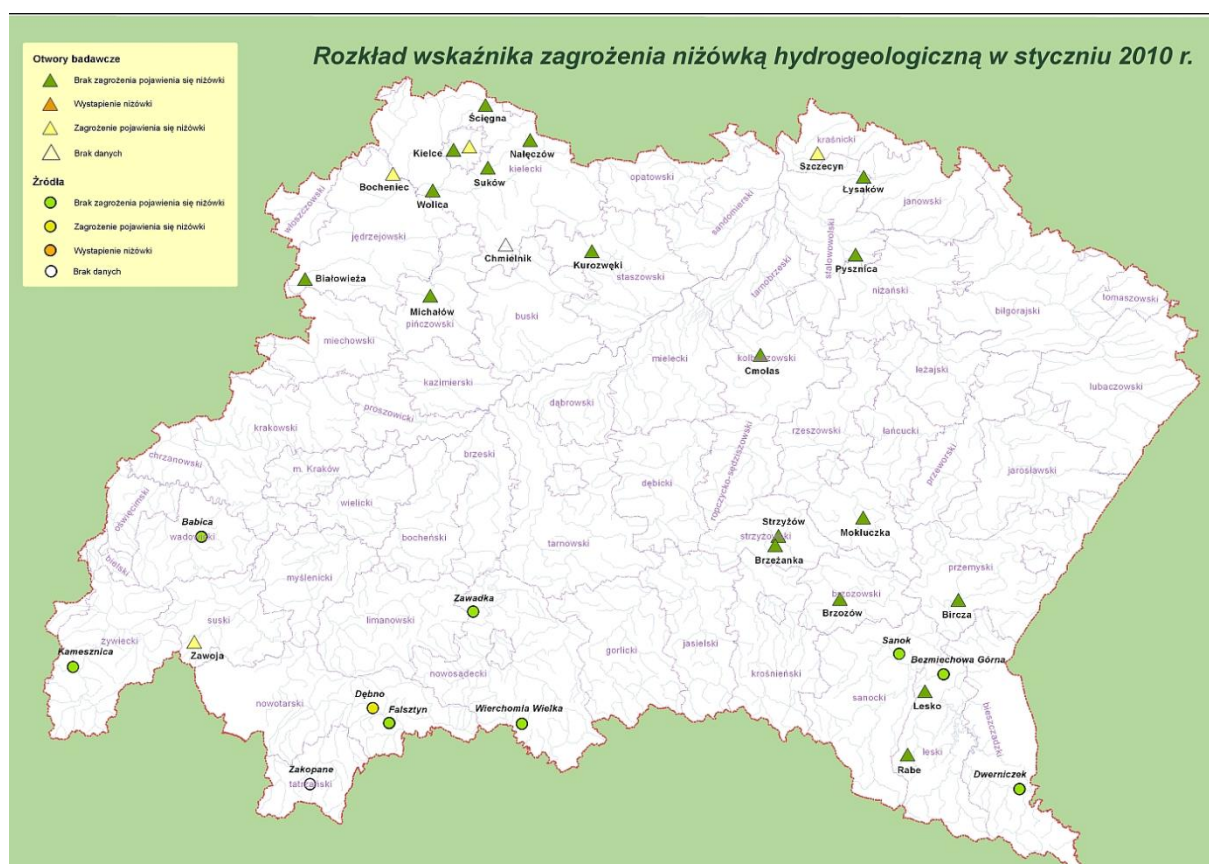 Rozkład wskaźnika zagrożenia niżówką hydrogeologiczną w styczniu 2010 r.
Otwory badawcze
Brak zagrożenia pojawienia się niżówki
Wystąpienie niżówki
Zagrożenie pojawienia się niżówki
Brak danych
Źródła
Brak zagrożenia pojawienia się niżówki
Zagrożenie pojawienia się niżówki
Wystąpienie niżówki
Brak danych
Ścięgna
Kielce
Nałęczów
kielecki
Suków
Bocheniec
Wolica
włoszczowski
jędrzejowski
opatowski
sandomierski
kraśnicki
Szczecyn
Łysaków
janowski
Chmielnik
Kurozwęki
staszowski
tarnobrzeski
stalowowolski
Pysznica
niżański
Białowieża
Michałów
pińczowski
buski
biłgorajski
tomaszowski
miechowski
kazimierski
mielecki
Cmolas
leżajski
lubaczowski
proszowicki
dąbrowski
krakowski
chrzanowski
m. Kraków
brzeski
ropczycko-sędziszowski
rzeszowski
łańcucki
przeworski
jarosławski
oświęcimski
wielicki
dębicki
Babica
bocheński
tarnowski
Strzyżów
Brzeżanka
Mokłuczka
bielski
myślenicki
przemyski
Zawadka
Brzozów
Bircza
suski
limanowski
żywiecki
Kamesznica
Zawoja
gorlicki
jasielski
krośnieński
Sanok
Bezmiechowa Górna
nowosądecki
sanocki
Lesko
nowotarski
Dębno
Falsztyn
Wierchomla Wielka
bieszczadzki
leski
Rabe
Zakopane
tatrzański
Dwerniczek